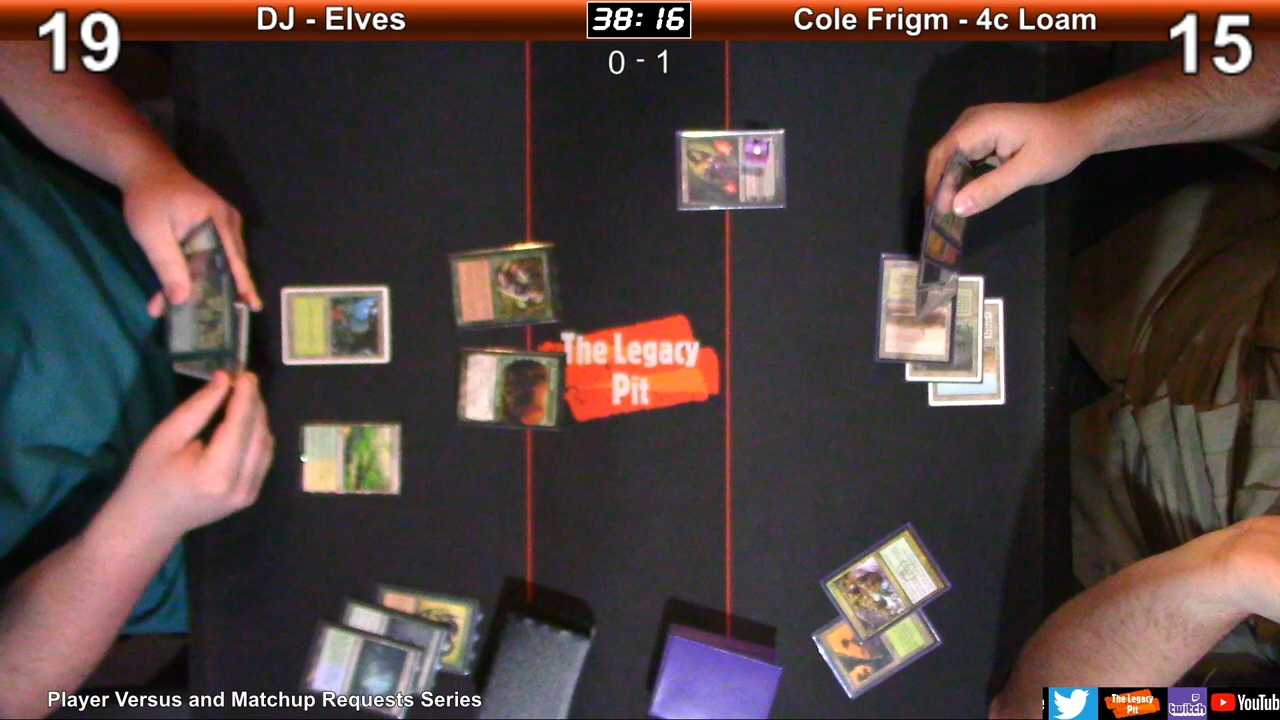 19
DJ - Elves
38:16
Cole Frigm - 4c Loam
15
0 - 1
The Legacy
Pit
Player Versus and Matchup Requests Series
The Legacy
Pit
twitch
YouTub